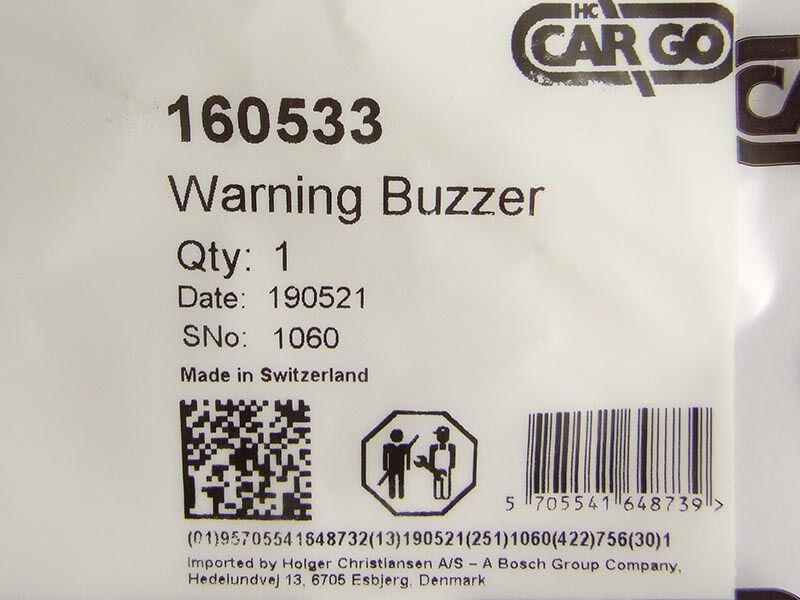 HC
CARGO
160533
Warning Buzzer
Qty: 1
Date: 190521
SNo: 1060
Made in Switzerland
5 705541 648739 >
(01)95705541648732(13)190521(251)1060(422)756(30)1
Imported by Holger Christiansen A/S – A Bosch Group Company,
Hedelundvej 13, 6705 Esbjerg, Denmark